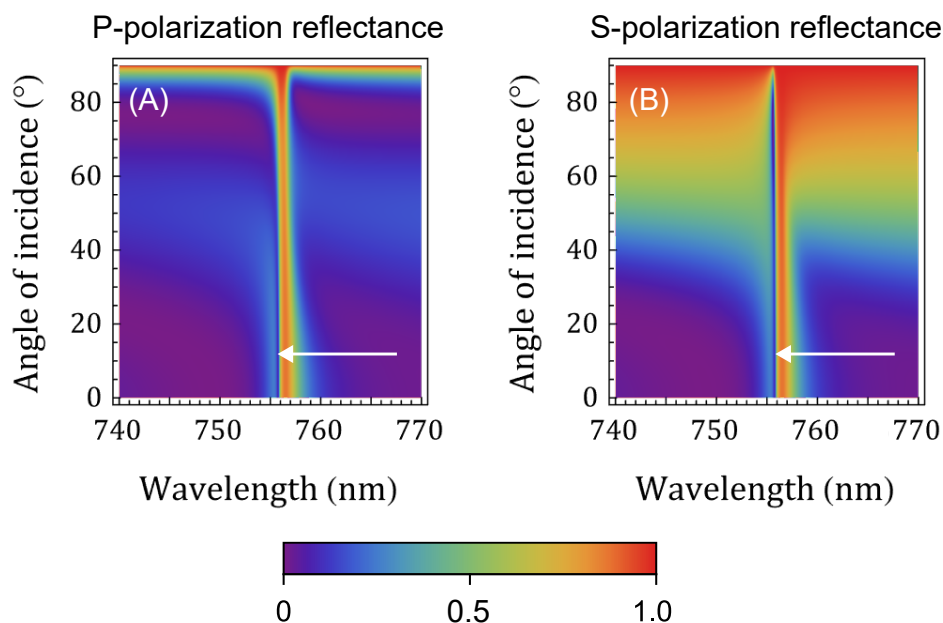 P-polarization reflectance
S-polarization reflectance
Angle of incidence (°)
80
60
40
20
0
(A)
740
750
760
770
Wavelength (nm)
Angle of incidence (°)
80
60
40
20
0
(B)
740
750
760
770
Wavelength (nm)
0
0.5
1.0